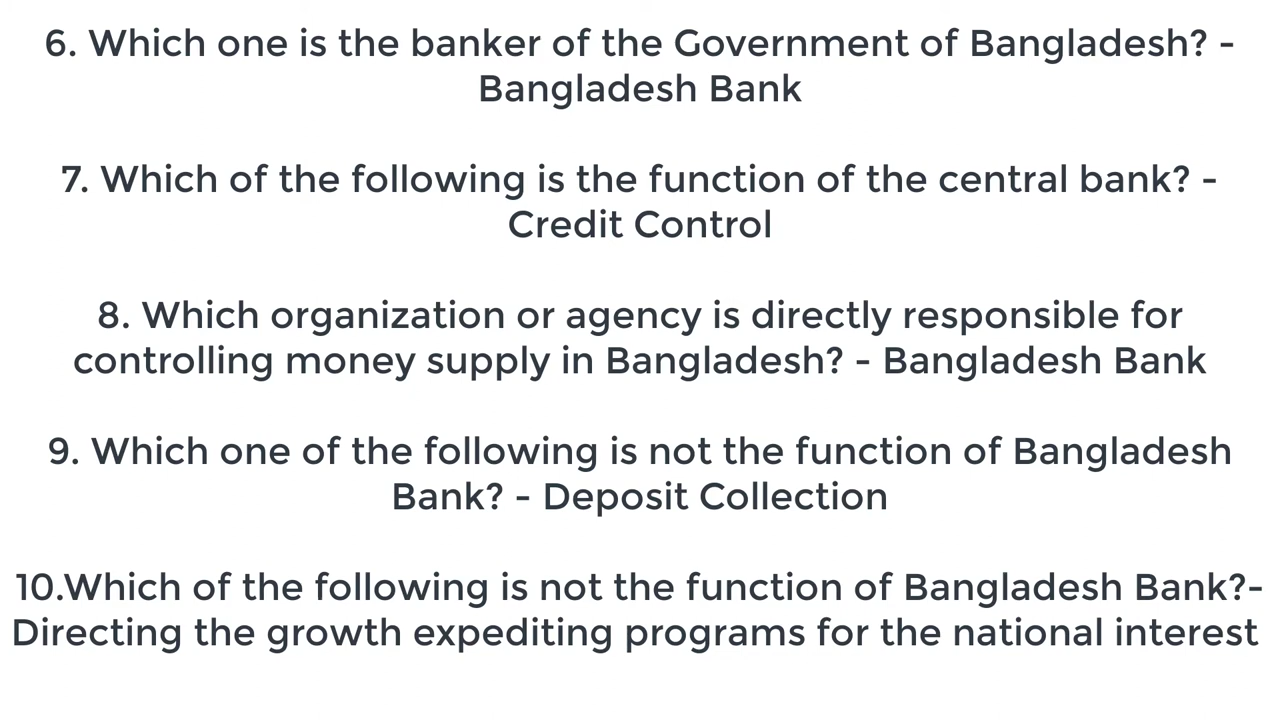 6. Which one is the banker of the Government of Bangladesh? -
Bangladesh Bank
7. Which of the following is the function of the central bank? -
Credit Control
8. Which organization or agency is directly responsible for
controlling money supply in Bangladesh? - Bangladesh Bank
9. Which one of the following is not the function of Bangladesh
Bank? - Deposit Collection
10.Which of the following is not the function of Bangladesh Bank?-
Directing the growth expediting programs for the national interest